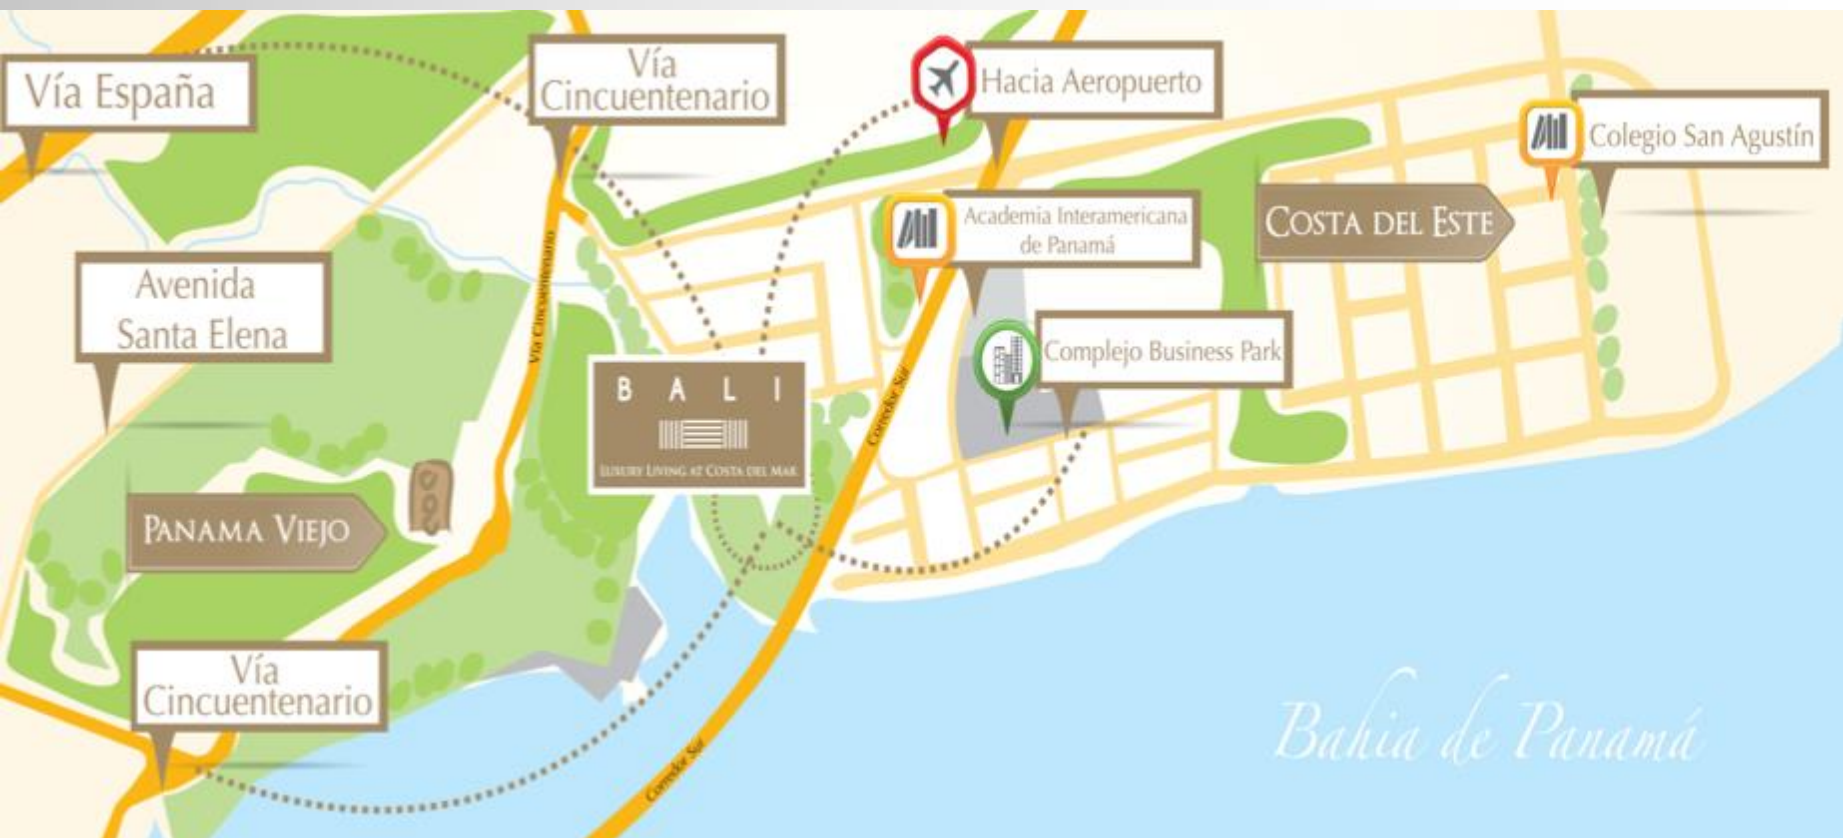 Vía España
Vía
Cincuentenario
Hacia Aeropuerto
Colegio San Agustín
Academia Interamericana
de Panamá
COSTA DEL ESTE
Avenida
Santa Elena
Vía Cincuentenario
Complejo Business Park
BALI
LUXURY LIVING AT COSTA DEL MAR
Corredor Sur
PANAMA VIEJO
Vía
Cincuentenario
Corredor Sur
Bahia de Panamá